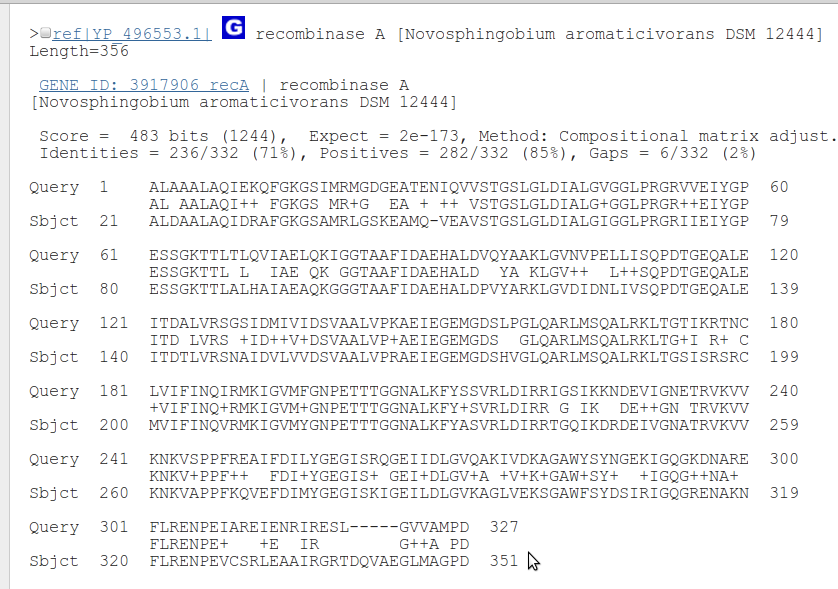 >ref|YP_496553.1| G recombinase A [Novosphingobium aromaticivorans DSM 12444]
Length=356
GENE ID: 3917906 recA | recombinase A
[Novosphingobium aromaticivorans DSM 12444]
Score =  483 bits (1244),  Expect = 2e-173, Method: Compositional matrix adjust.
Identities = 236/332 (71%), Positives = 282/332 (85%), Gaps = 6/332 (2%)
Query  1    ALAAALAQIEKQFGKGSIMRMGDGEATENIQVVSTGSLGLDIALGVGGLPRGRVVEIYGP  60
            AL AALAQI++ FGKGS MR+G  EA + ++ VSTGSLGLDIALG+GGLPRGR++EIYGP
Sbjct  21   ALDAALAQIDRAFGKGSAMRLGSKEAMQ-VEAVSTGSLGLDIALGIGGLPRGRIIEIYGP  79
Query  61   ESSGKTTLTLQVIAELQKIGGTAAFIDAEHALDVQYAAKLGVNVPELLISQPDTGEQALE  120
            ESSGKTTL L  IAE QK GGTAAFIDAEHALD  YA KLGV++  L++SQPDTGEQALE
Sbjct  80   ESSGKTTLALHAIAEAQKGGGTAAFIDAEHALDPVYARKLGVDIDNLIVSQPDTGEQALE  139
Query  121  ITDALVRSGSIDMIVIDSVAALVPKAEIEGEMGDSLPGLQARLMSQALRKLTGTIKRTNC  180
            ITD LVRS +ID++V+DSVAALVP+AEIEGEMGDS  GLQARLMSQALRKLTG+I R+ C
Sbjct  140  ITDTLVRSNAIDVLVVDSVAALVPRAEIEGEMGDSHVGLQARLMSQALRKLTGSISRSRC  199
Query  181  LVIFINQIRMKIGVMFGNPETTTGGNALKFYSSVRLDIRRIGSIKKNDEVIGNETRVKVV  240
            +VIFINQ+RMKIGVM+GNPETTTGGNALKFY+SVRLDIRR G IK  DE++GN TRVKVV
Sbjct  200  MVIFINQVRMKIGVMYGNPETTTGGNALKFYASVRLDIRRTGQIKDRDEIVGNATRVKVV  259
Query  241  KNKVSPPFREAIFDILYGEGISRQGEIIDLGVQAKIVDKAGAWYSYNGEKIGQGKDNARE  300
            KNKV+PPF++  FDI+YGEGIS+ GEI+DLGV+A +V+K+GAW+SY+  +IGQG++NA+
Sbjct  260  KNKVAPPFKQVEFDIMYGEGISKIGEILDLGVKAGLVEKSGAWFSYDSIRIGQGRENAKN  319
Query  301  FLRENPEIAREIENRIRESL-----GVVAMPD  327
            FLRENPE+   +E  IR        G++A PD
Sbjct  320  FLRENPEVCSRLEAAIRGRTDQVAEGLMAGPD  351